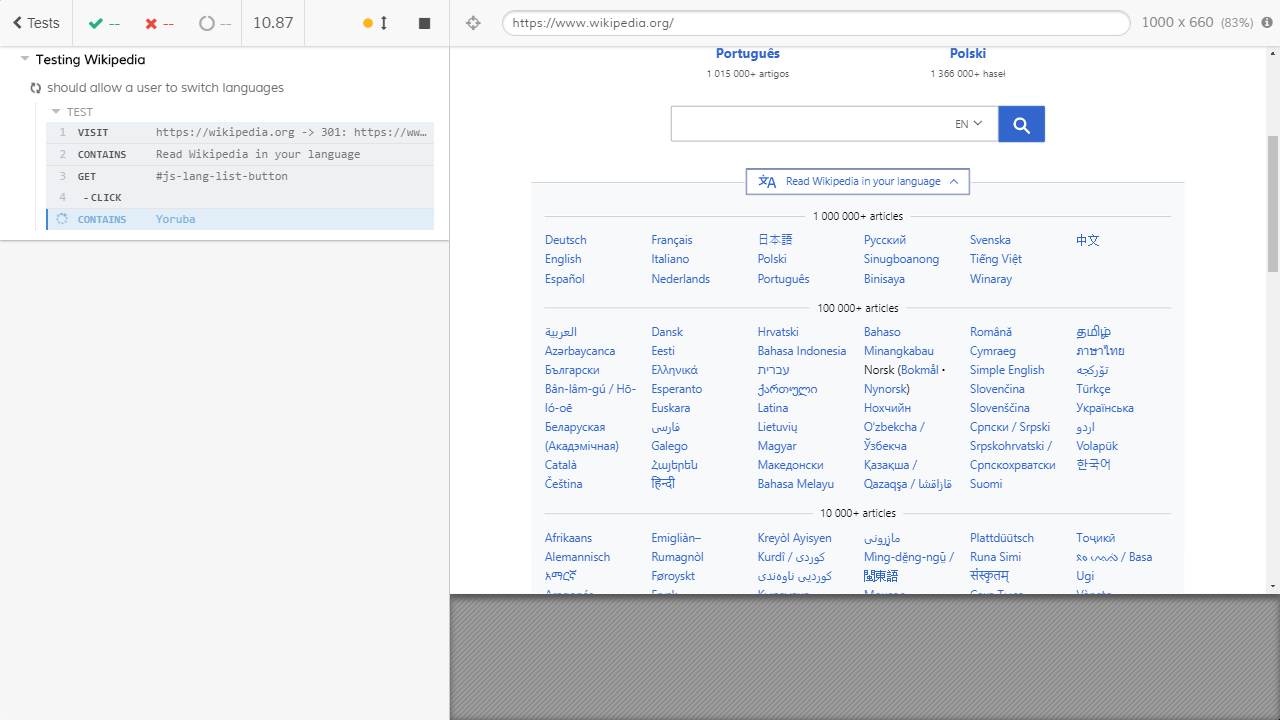 Tests
--
--
--
10.87
https://www.wikipedia.org/
1000 x 660 (83%)
Testing Wikipedia
should allow a user to switch languages
TEST
1 VISIT https://wikipedia.org -> 301: https://ww…
2 CONTAINS Read Wikipedia in your language
3 GET #js-lang-list-button
4 -CLICK
CONTAINS Yoruba
Português Polski
1 015 000+ artigos 1 366 000+ haseł
EN
Read Wikipedia in your language
1 000 000+ articles
Deutsch Français 日本語 Русский Svenska 中文
English Italiano Polski Sinugboanong Tiếng Việt
Español Nederlands Português Binisaya Winaray
100 000+ articles
العربية Dansk Hrvatski Bahaso Română தமிழ்
Azərbaycanca Eesti Bahasa Indonesia Minangkabau Cymraeg ภาษาไทย
Български Ελληνικά עברית Norsk (Bokmål · Simple English تۆرکجه
Bân-lâm-gú / Hō- Esperanto ქართული Nynorsk) Slovenčina Türkçe
ló-oē Euskara Latina Нохчийн Slovenščina Українська
Беларуская فارسی Lietuvių Oʻzbekcha / Српски / Srpski اردو
(Акадэмічная) Galego Magyar Ўзбекча Srpskohrvatski / Volapük
Català Հայերեն Македонски Қазақша / Српскохрватски 한국어
Čeština हिन्दी Bahasa Melayu Qazaqşa / قازاقشا Suomi
10 000+ articles
Afrikaans Emigliàn– Kreyòl Ayisyen مازِرونی Plattdüütsch Тоҷикӣ
Alemannisch Rumagnòl Kurdî / كوردی Mìng-dĕ̤ng-ngṳ̄ / Runa Simi ᨅᨔ ᨕᨙᨁᨗ / Basa
አማርኛ Føroyskt کوردیی ناوەندی 閩東語 संस्कृतम् Ugi